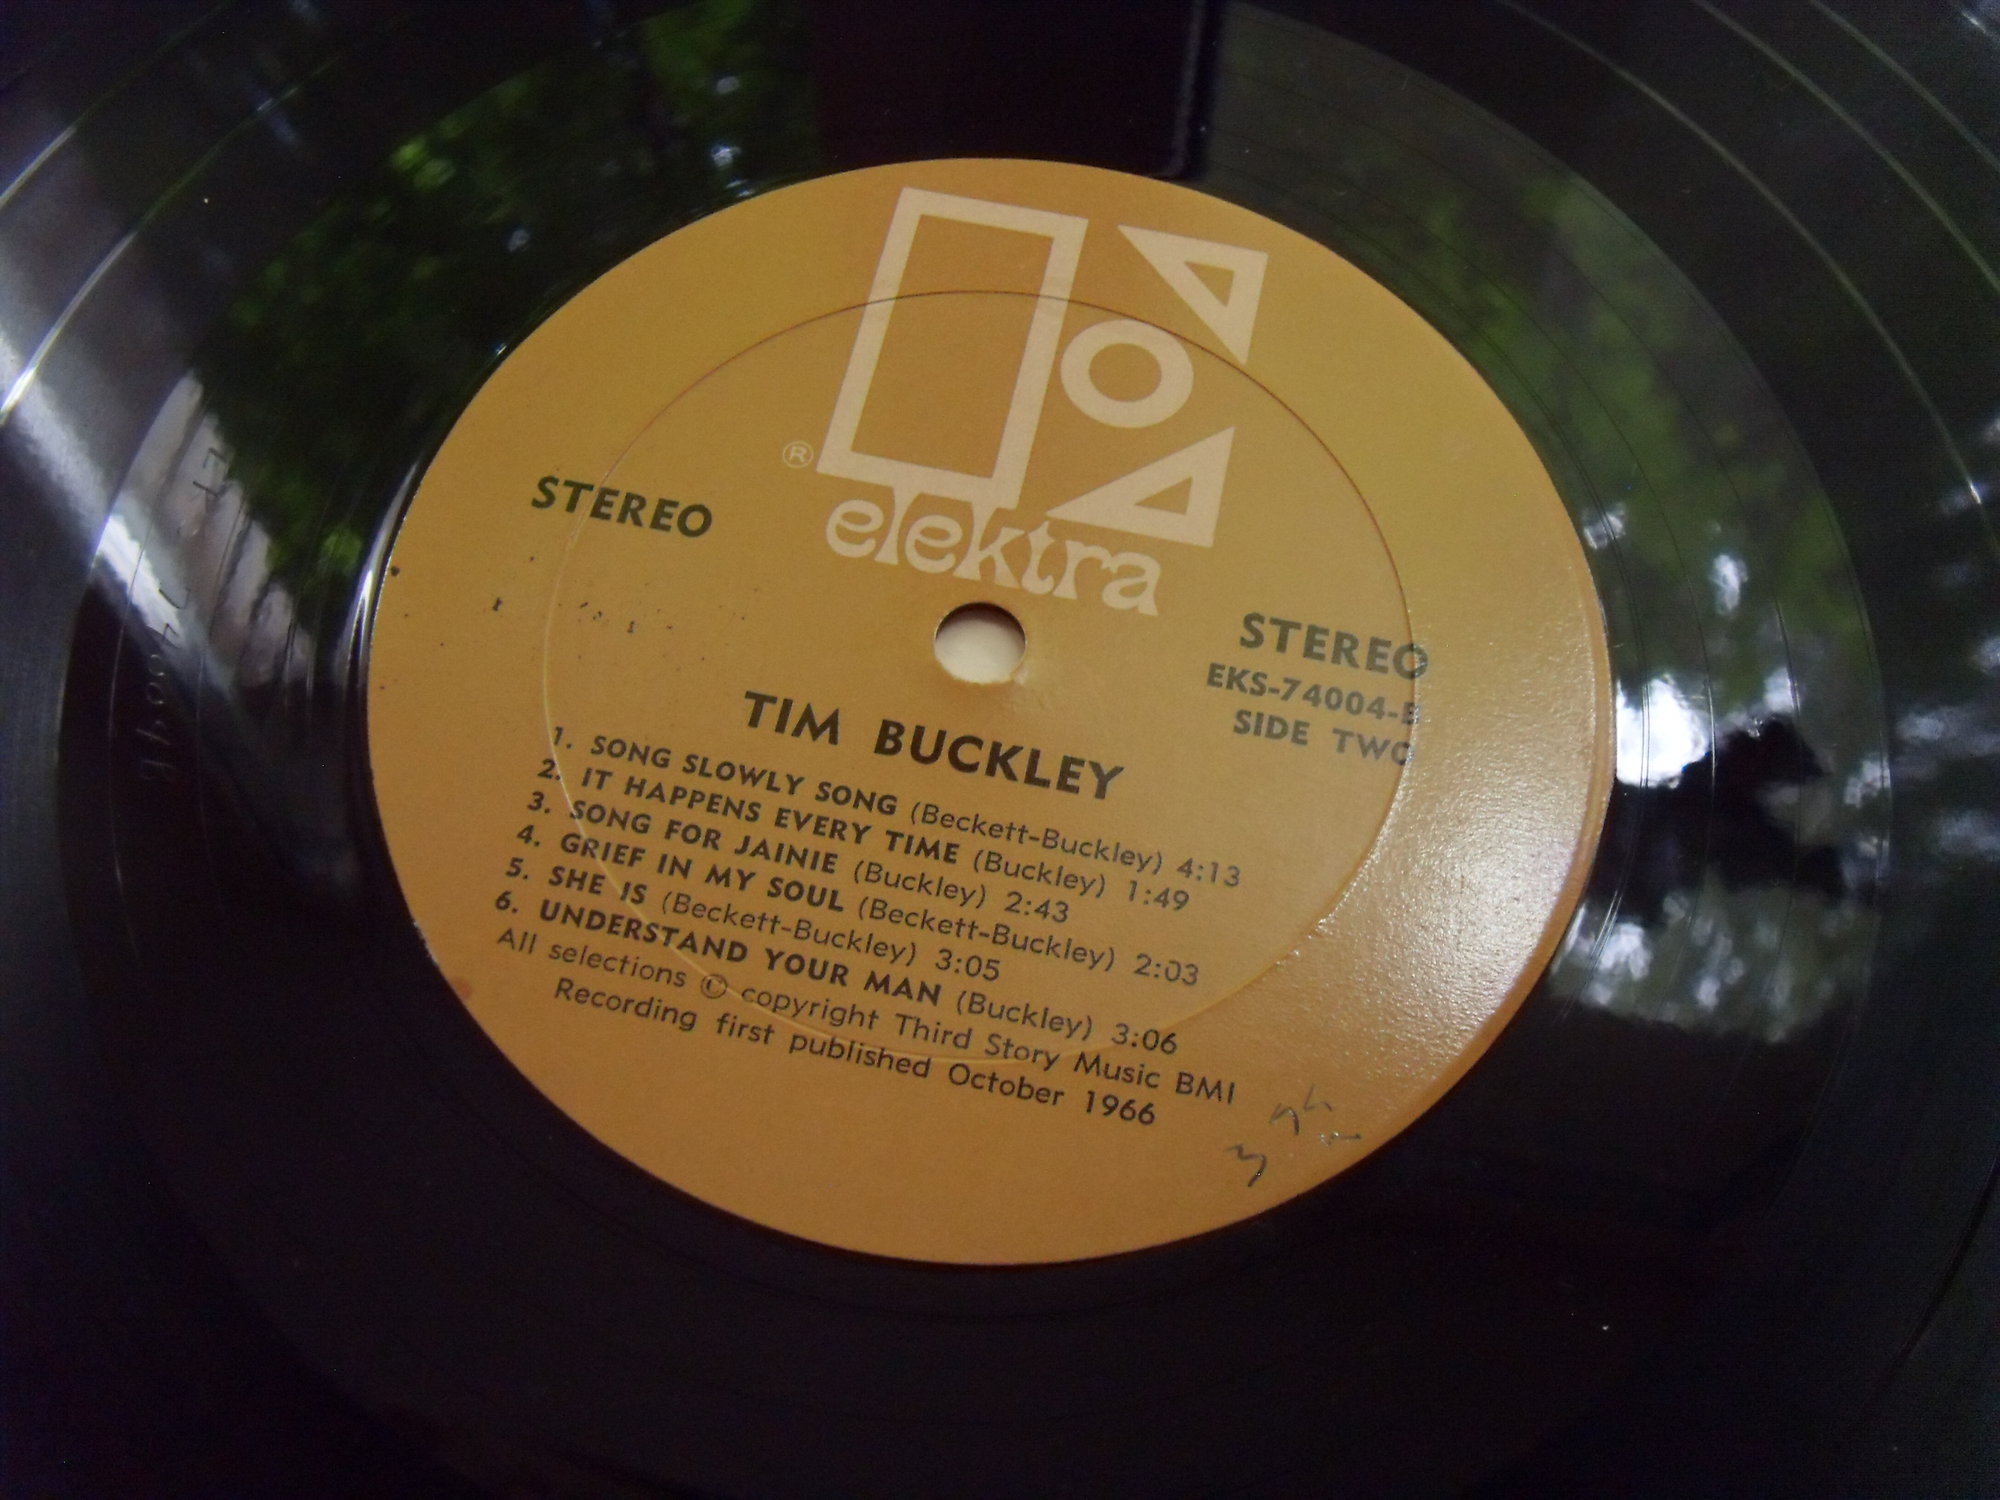 ®
elektra
STEREO
STEREO
EKS-74004-B
SIDE TWO
TIM BUCKLEY
1. SONG SLOWLY SONG (Beckett-Buckley) 4:13
2. IT HAPPENS EVERY TIME (Buckley) 1:49
3. SONG FOR JAINIE (Buckley) 2:43
4. GRIEF IN MY SOUL (Beckett-Buckley) 2:03
5. SHE IS (Beckett-Buckley) 3:05
6. UNDERSTAND YOUR MAN (Buckley) 3:06
All selections © copyright Third Story Music BMI
Recording first published October 1966